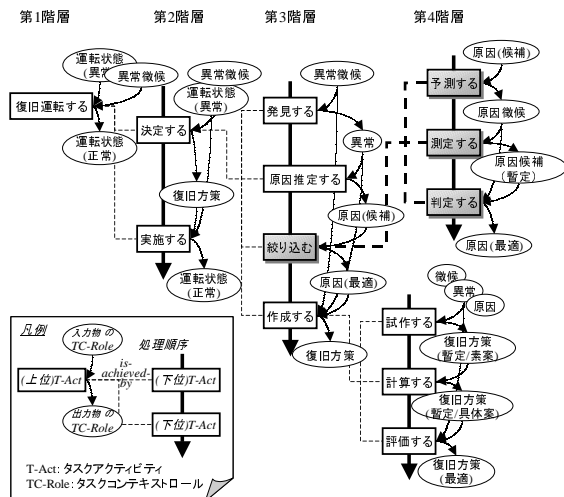 第1階層
第2階層
第3階層
第4階層
運転状態
(異常)
異常徴候
復旧運転する
運転状態
(正常)
異常徴候
運転状態
(異常)
決定する
復旧方策
実施する
運転状態
(正常)
異常徴候
発見する
異常
原因推定する
原因(候補)
絞り込む
原因(最適)
作成する
復旧方策
原因(候補)
予測する
原因徴候
測定する
原因候補
(暫定)
判定する
原因(最適)
徴候
異常
原因
試作する
復旧方策
(暫定/素案)
計算する
復旧方策
(暫定/具体案)
評価する
復旧方策
(最適)
凡例
入力物の
TC-Role
処理順序
is-
achieved-
by
(上位)T-Act
(下位)T-Act
出力物の
TC-Role
(下位)T-Act
T-Act: タスクアクティビティ
TC-Role: タスクコンテキストロール